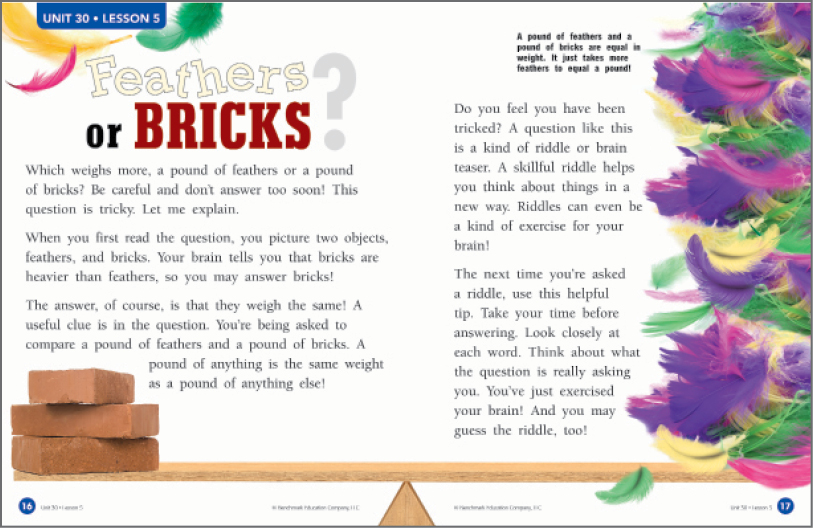 UNIT 30 • LESSON 5
Feathers
or BRICKS?
Which weighs more, a pound of feathers or a pound
of bricks? Be careful and don't answer too soon! This
question is tricky. Let me explain.
When you first read the question, you picture two objects,
feathers, and bricks. Your brain tells you that bricks are
heavier than feathers, so you may answer bricks!
The answer, of course, is that they weigh the same! A
useful clue is in the question. You're being asked to
compare a pound of feathers and a pound of bricks. A
pound of anything is the same weight
as a pound of anything else!
16 Unit 30 • Lesson 5
© Benchmark Education Company, LLC
A pound of feathers and a
pound of bricks are equal in
weight. It just takes more
feathers to equal a pound!
Do you feel you have been
tricked? A question like this
is a kind of riddle or brain
teaser. A skillful riddle helps
you think about things in a
new way. Riddles can even be
a kind of exercise for your
brain!
The next time you're asked
a riddle, use this helpful
tip. Take your time before
answering. Look closely at
each word. Think about what
the question is really asking
you. You've just exercised
your brain! And you may
guess the riddle, too!
© Benchmark Education Company, LLC
Unit 30 • Lesson 5 17